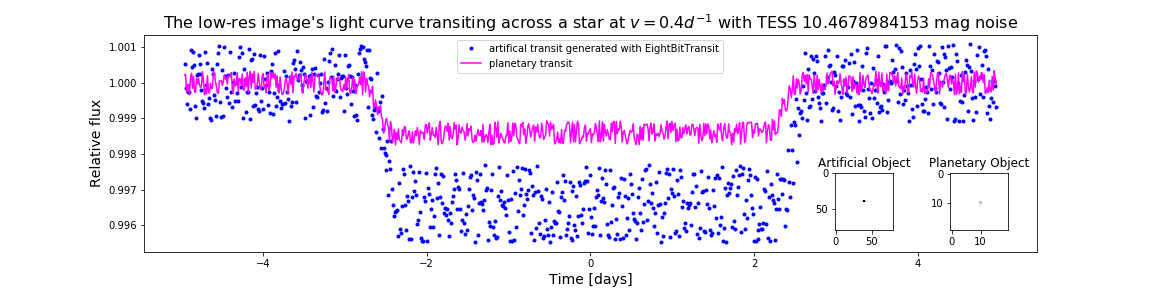 The low-res image's light curve transiting across a star at v = 0.4d⁻¹ with TESS 10.4678984153 mag noise
artifical transit generated with EightBitTransit
planetary transit
Relative flux
1.001
1.000
0.999
0.998
0.997
0.996
−4
−2
0
2
4
Time [days]
Artificial Object
0
50
0
50
Planetary Object
0
10
0
10